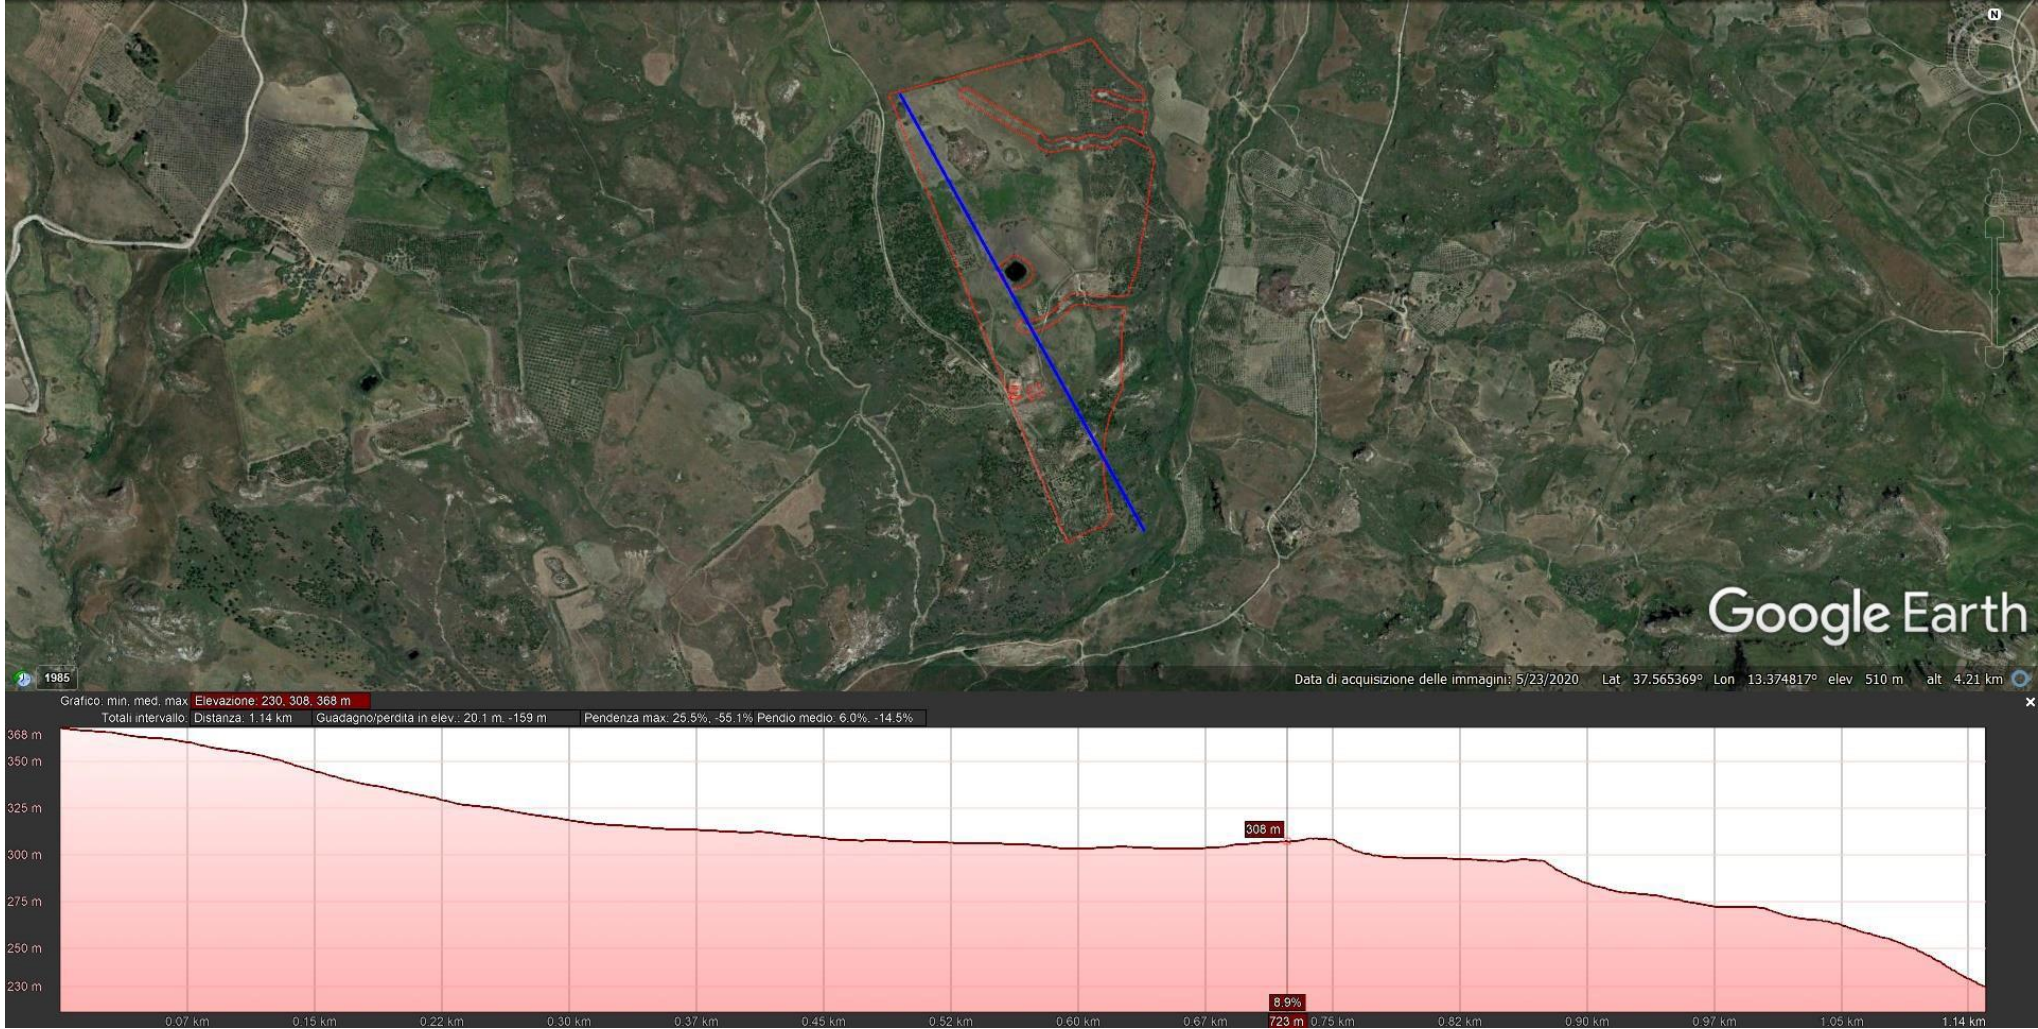 N
Google Earth
1985
Data di acquisizione delle immagini: 5/23/2020 Lat 37.565369° Lon 13.374817° elev 510 m alt 4.21 km
Grafico: min, med, max Elevazione: 230, 308, 368 m
Totali intervallo: Distanza: 1.14 km Guadagno/perdita in elev.: 20.1 m, -159 m Pendenza max: 25.5%, -55.1% Pendio medio: 6.0%, -14.5%
368 m
350 m
325 m
308 m
300 m
275 m
250 m
230 m
8.9%
0.07 km 0.15 km 0.22 km 0.30 km 0.37 km 0.45 km 0.52 km 0.60 km 0.67 km 723 m 0.75 km 0.82 km 0.90 km 0.97 km 1.05 km 1.14 km